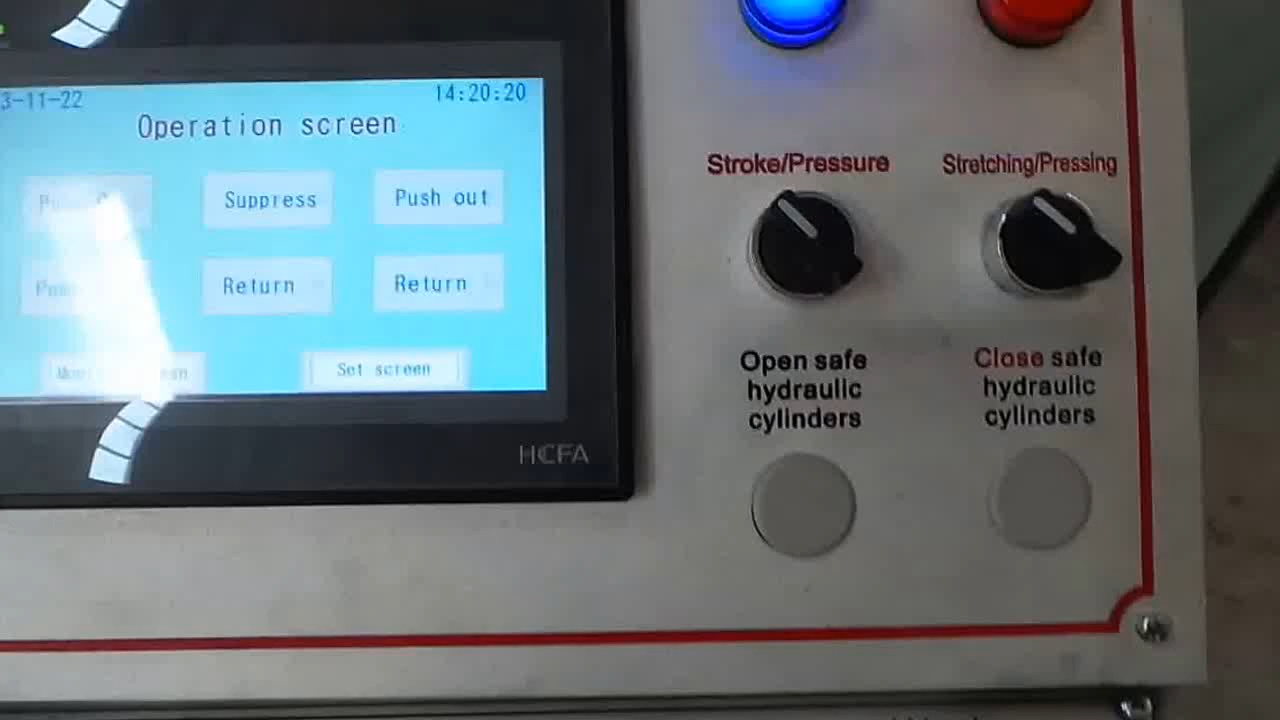 3-11-22
14:20:20
Operation screen
Suppress
Push out
Return
Return
Set screen
HCFA
Stroke/Pressure
Stretching/Pressing
Open safe
hydraulic
cylinders
Close safe
hydraulic
cylinders